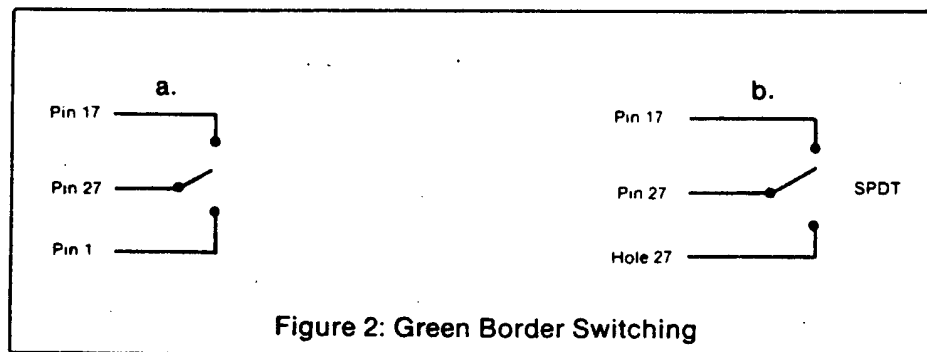 a.
Pin 17
Pin 27
Pin 1
b.
Pin 17
Pin 27
SPDT
Hole 27
Figure 2: Green Border Switching